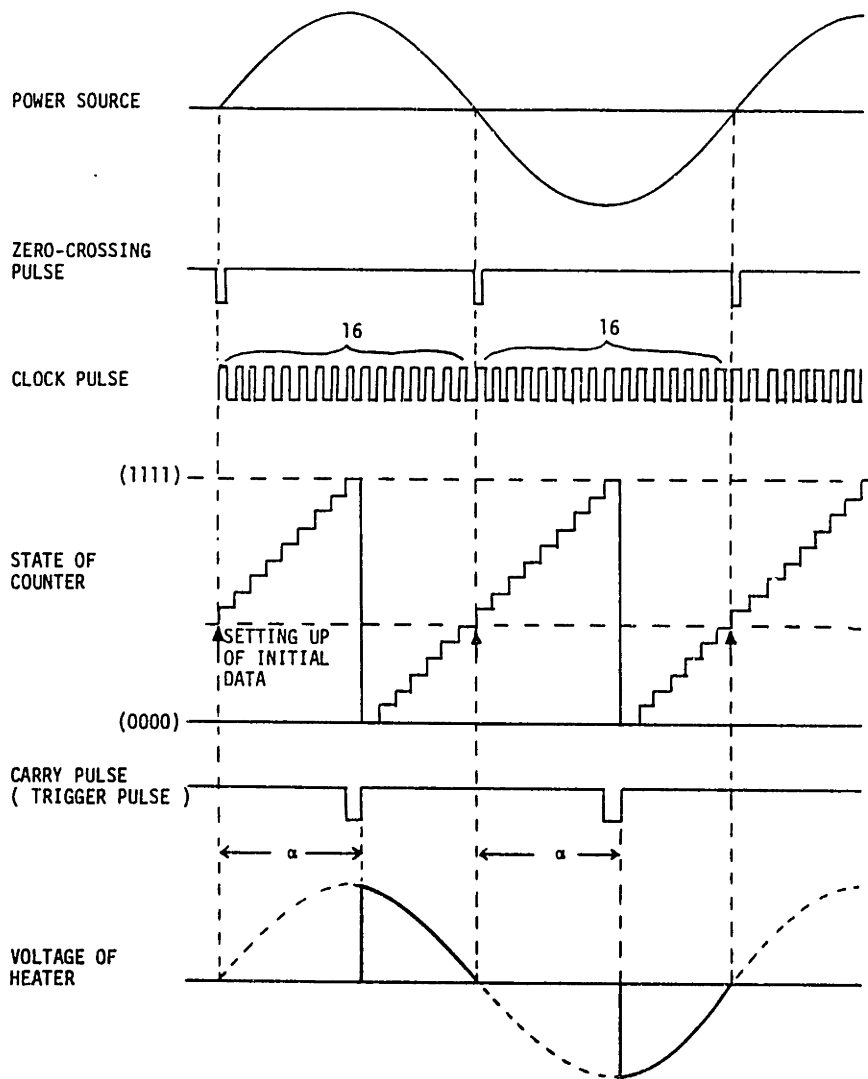 POWER SOURCE
ZERO-CROSSING
PULSE
16
16
CLOCK PULSE
(1111)
STATE OF
COUNTER
SETTING UP
OF INITIAL
DATA
(0000)
CARRY PULSE
( TRIGGER PULSE )
α
α
VOLTAGE OF
HEATER